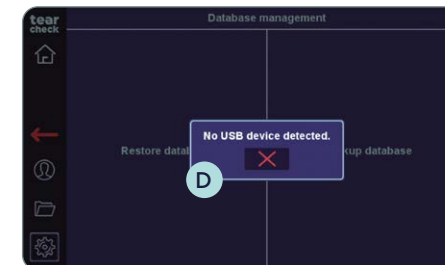 tear
check
Database management
No USB device detected.
Restore datab
kup database
D